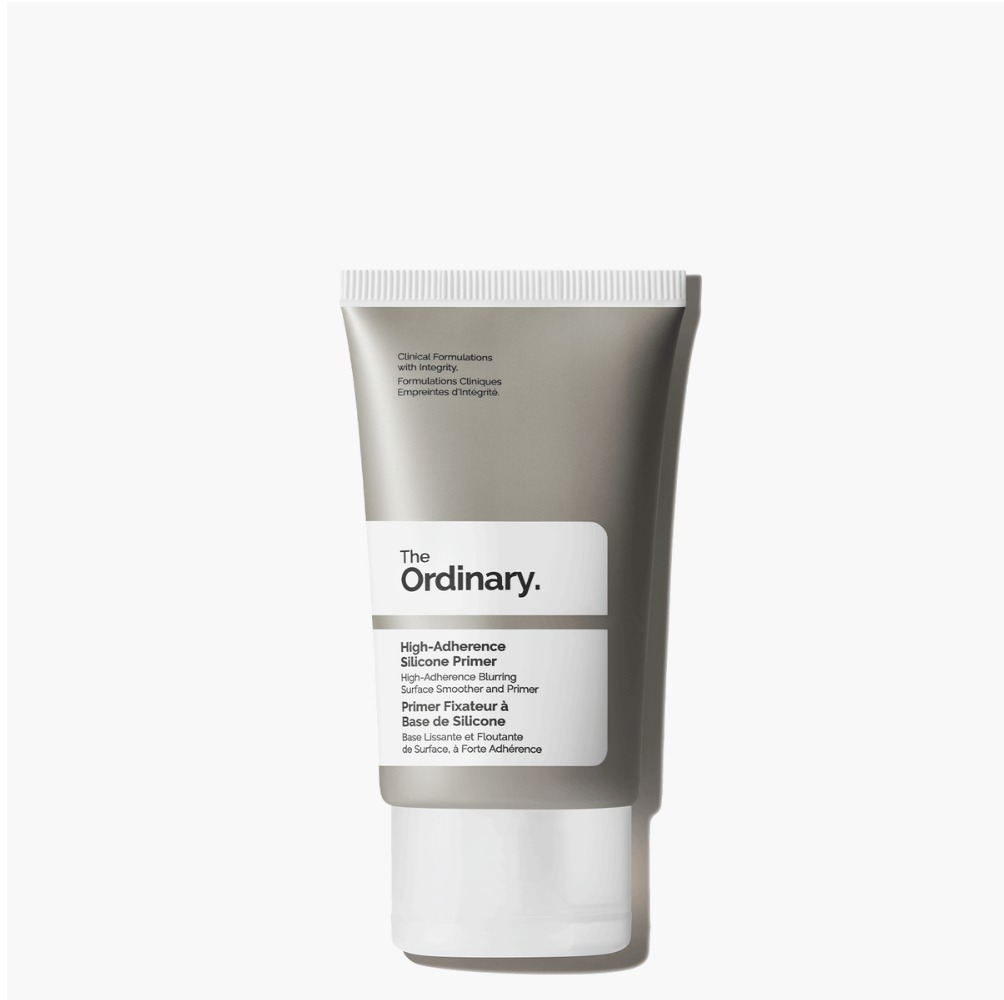 Clinical Formulations
with Integrity.
Formulations Cliniques
Empreintes d'Intégrité.
The
Ordinary.
High-Adherence
Silicone Primer
High-Adherence Blurring
Surface Smoother and Primer
Primer Fixateur à
Base de Silicone
Base Lissante et Floutante
de Surface, à Forte Adhérence